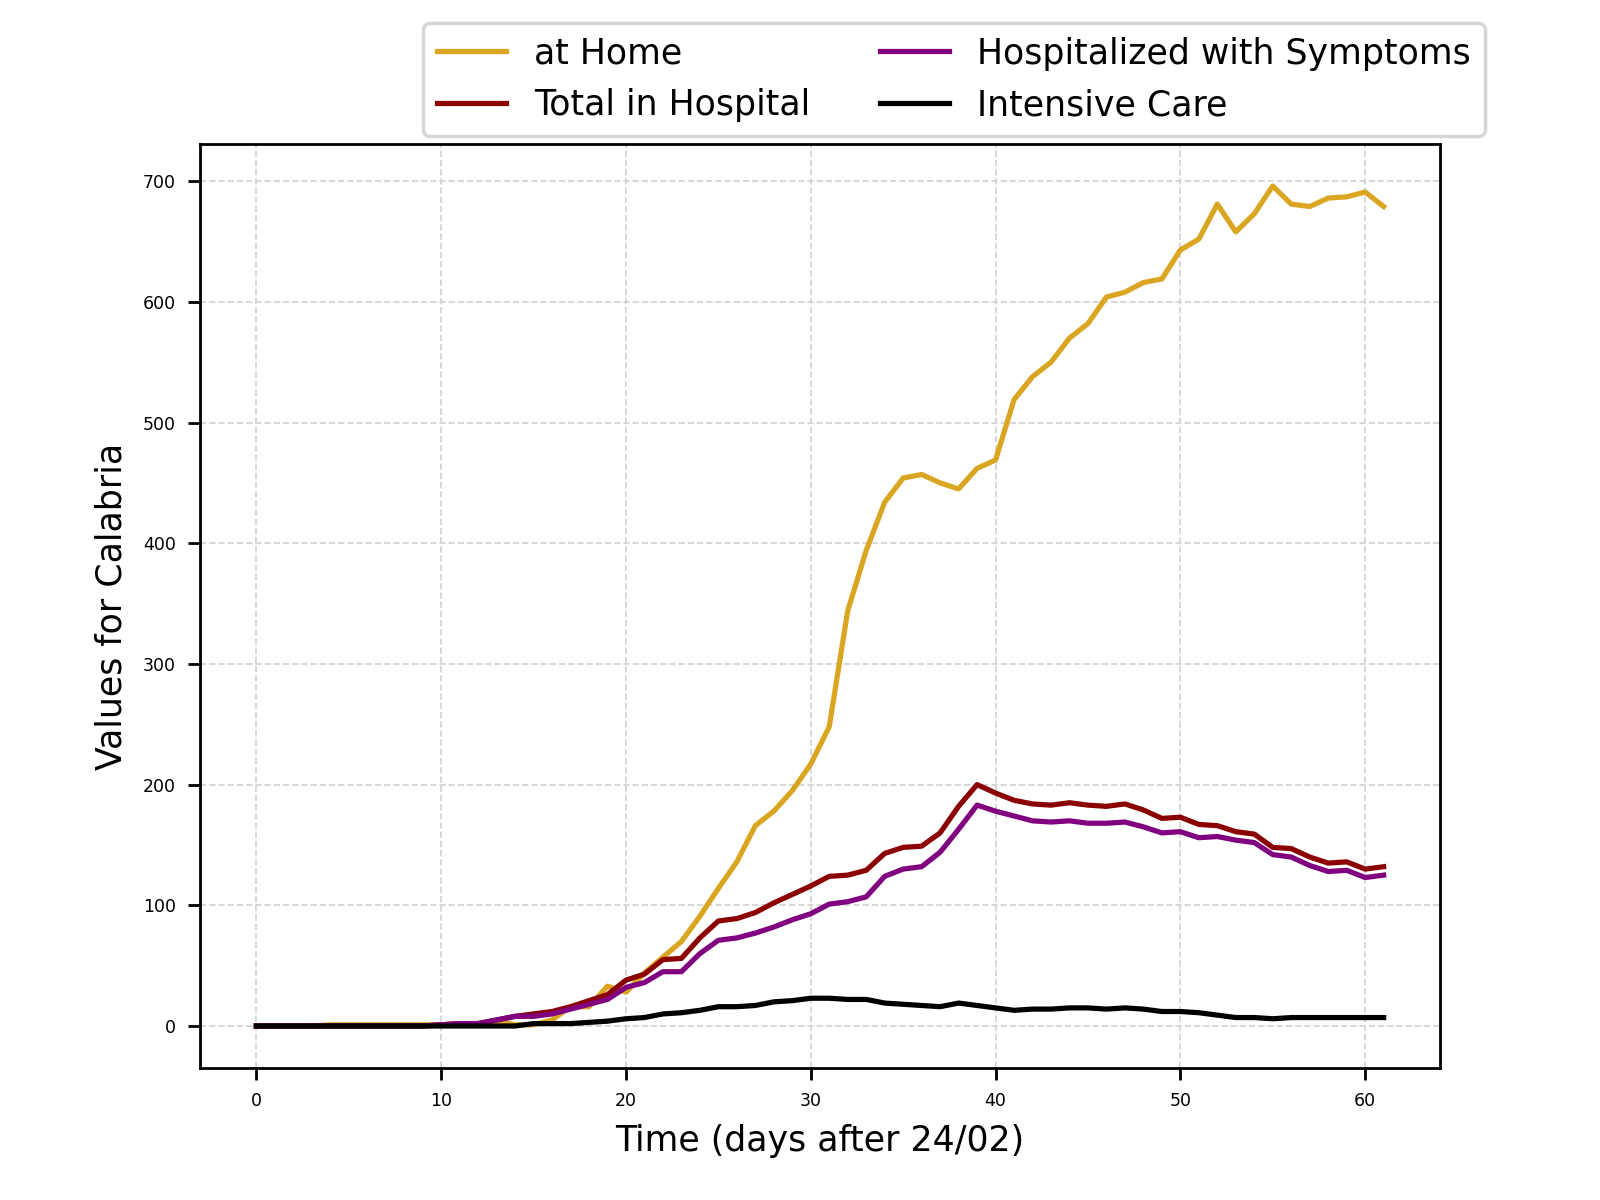 at Home
Total in Hospital
Hospitalized with Symptoms
Intensive Care
700
600
500
400
300
200
100
0
Values for Calabria
0 10 20 30 40 50 60
Time (days after 24/02)